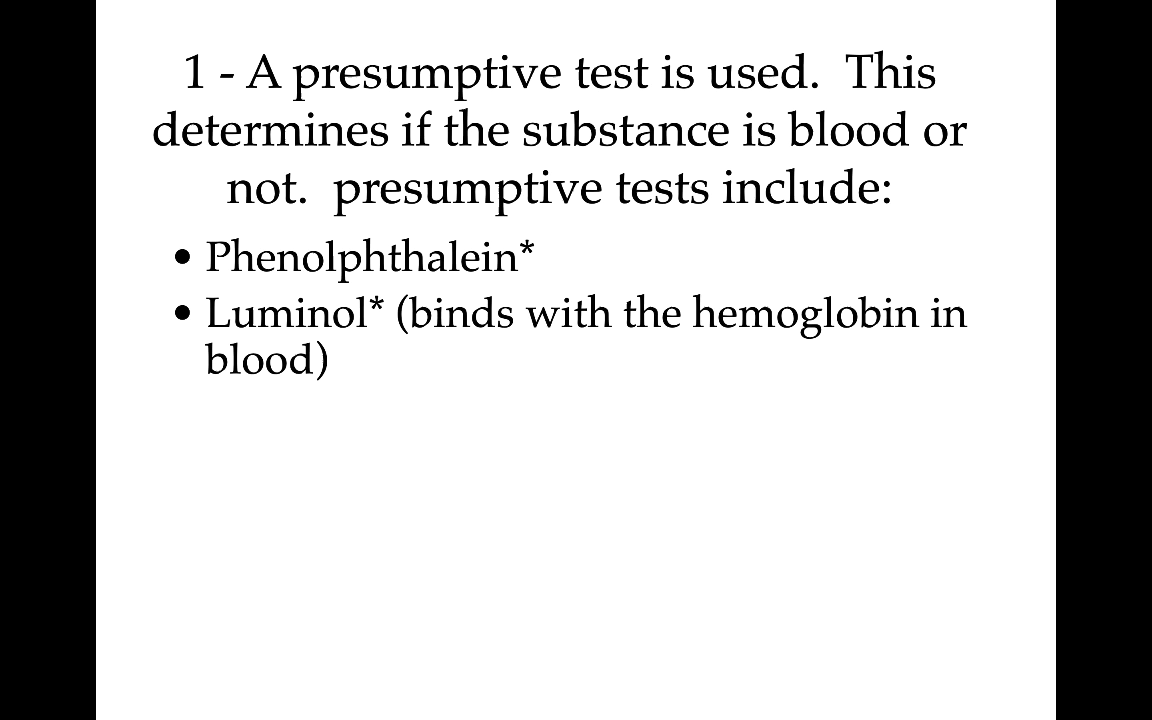 1 - A presumptive test is used.  This
determines if the substance is blood or
not.  presumptive tests include:
• Phenolphthalein*
• Luminol* (binds with the hemoglobin in
blood)